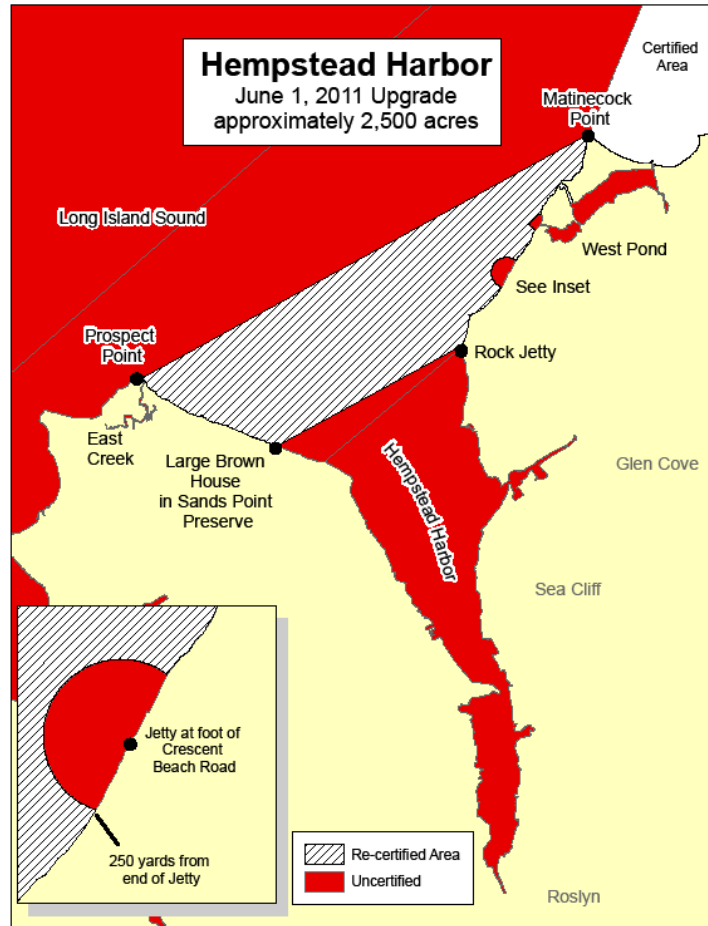 Hempstead Harbor
June 1, 2011 Upgrade
approximately 2,500 acres
Certified
Area
Matinecock
Point
Long Island Sound
West Pond
See Inset
Prospect
Point
Rock Jetty
East
Creek
Large Brown
House
in Sands Point
Preserve
Hempstead Harbor
Glen Cove
Sea Cliff
Jetty at foot of
Crescent
Beach Road
250 yards from
end of Jetty
Re-certified Area
Uncertified
Roslyn